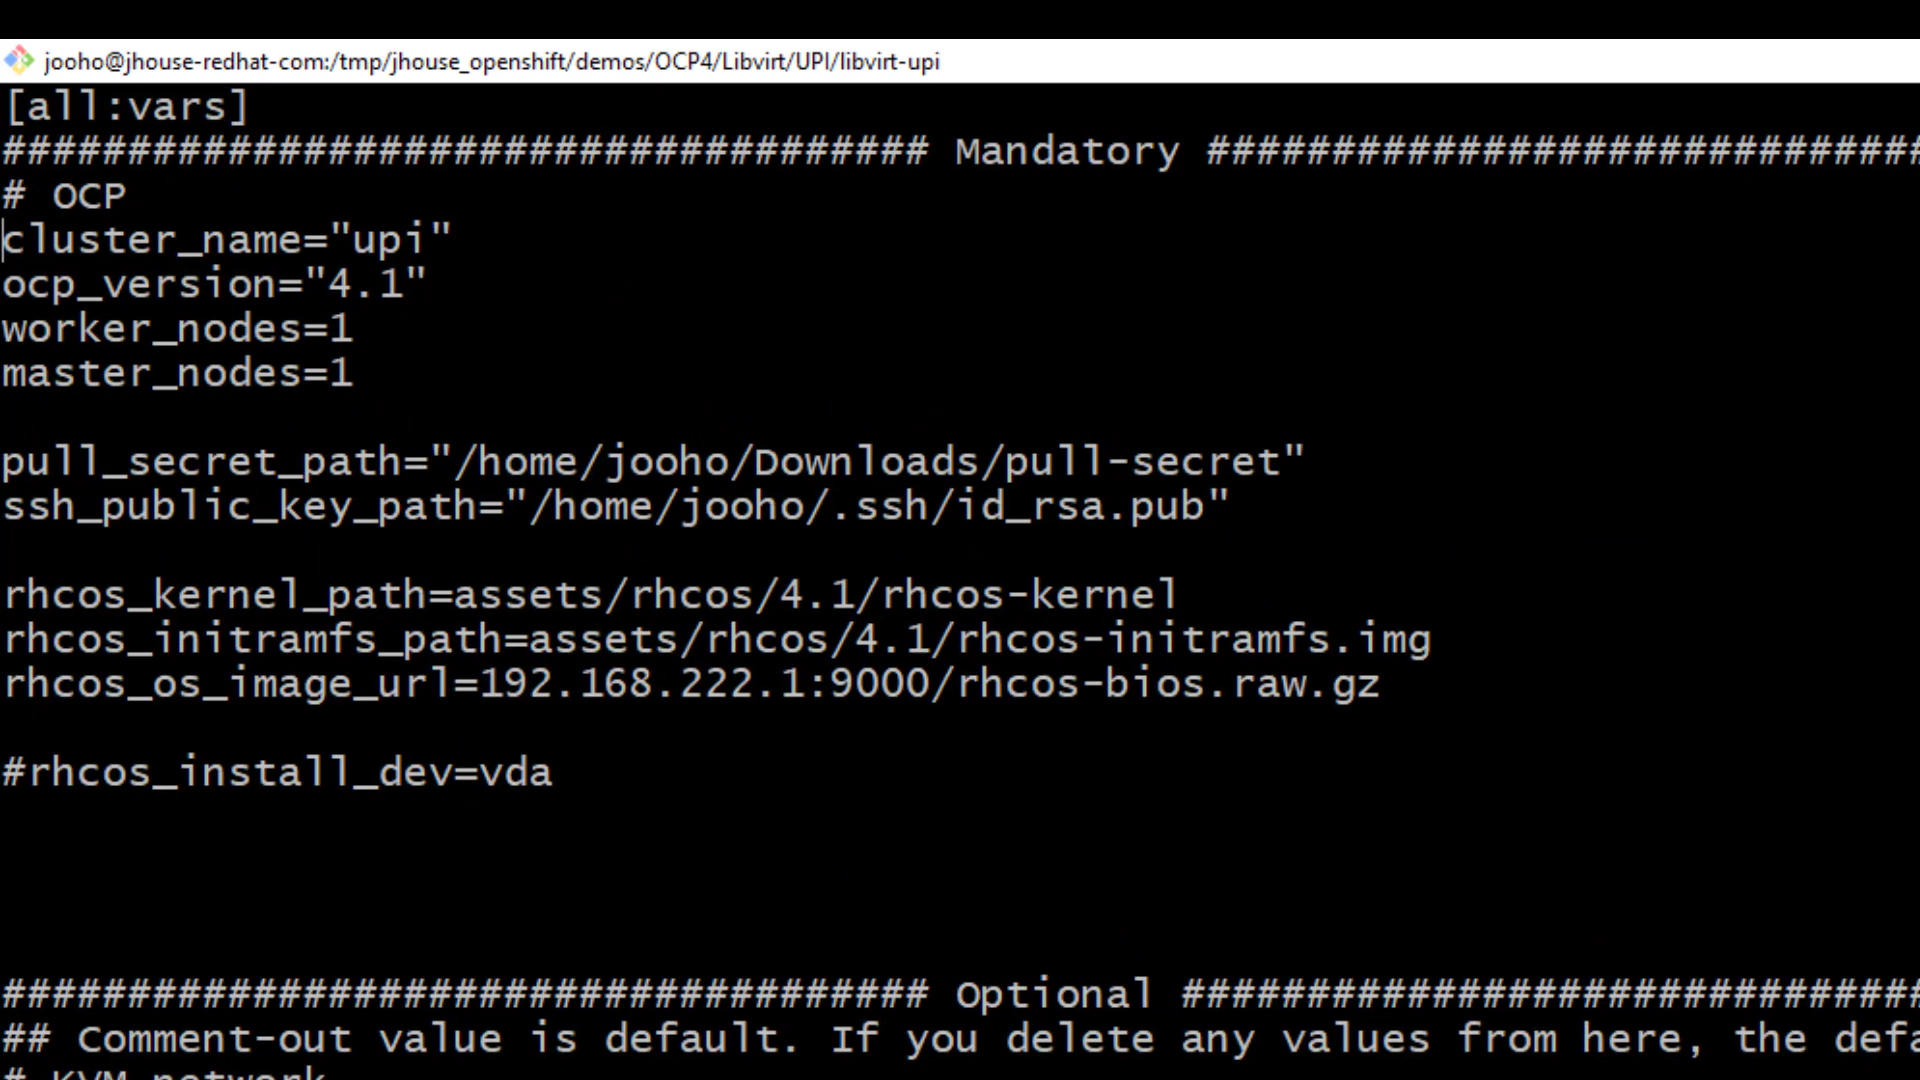 jooho@jhouse-redhat-com:/tmp/jhouse_openshift/demos/OCP4/Libvirt/UPI/libvirt-upi
[all:vars]
##################################### Mandatory #############################
# OCP
cluster_name="upi"
ocp_version="4.1"
worker_nodes=1
master_nodes=1
pull_secret_path="/home/jooho/Downloads/pull-secret"
ssh_public_key_path="/home/jooho/.ssh/id_rsa.pub"
rhcos_kernel_path=assets/rhcos/4.1/rhcos-kernel
rhcos_initramfs_path=assets/rhcos/4.1/rhcos-initramfs.img
rhcos_os_image_url=192.168.222.1:9000/rhcos-bios.raw.gz
#rhcos_install_dev=vda
##################################### Optional ##############################
## Comment-out value is default. If you delete any values from here, the defa
# KVM network